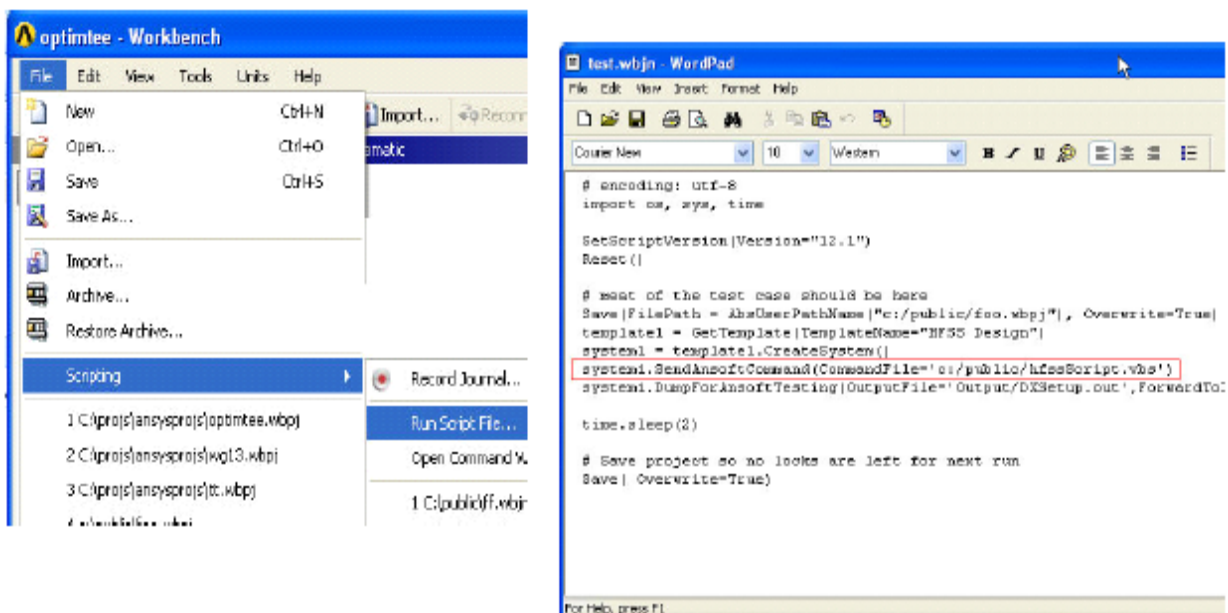 optimtee - Workbench
File Edit View Tools Units Help
New Ctrl+N
Import...
Open... Ctrl+O
Save Ctrl+S
Save As...
Import...
Archive...
Restore Archive...
Scripting
Record Journal...
1 C:\projs\ansysprojs\optimtee.wbpj
Run Script File...
2 C:\projs\ansysprojs\wg13.wbpj
Open Command W
3 C:\projs\ansysprojs\tt.wbpj
1 C:\public\ff.wbjn
test.wbjn - WordPad
File Edit View Insert Format Help
Courier New 10 Western
# encoding: utf-8
import os, sys, time
SetScriptVersion(Version="12.1")
Reset()
# meat of the test case should be here
Save(FilePath = AbsUserPathName("c:/public/foo.wbpj"), Overwrite=True)
template1 = GetTemplate(TemplateName="HFSS Design")
system1 = template1.CreateSystem()
system1.SendAnsoftCommand(CommandFile='c:/public/hfssScript.vbs')
system1.DumpForAnsoftTesting(OutputFile='Output/DXSetup.out',ForwardTo
time.sleep(2)
# Save project so no locks are left for next run
Save( Overwrite=True)
For Help, press F1